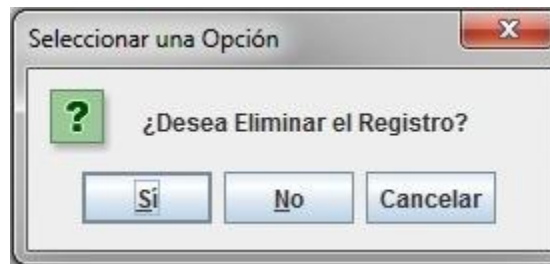 Seleccionar una Opción
¿Desea Eliminar el Registro?
Sí
No
Cancelar